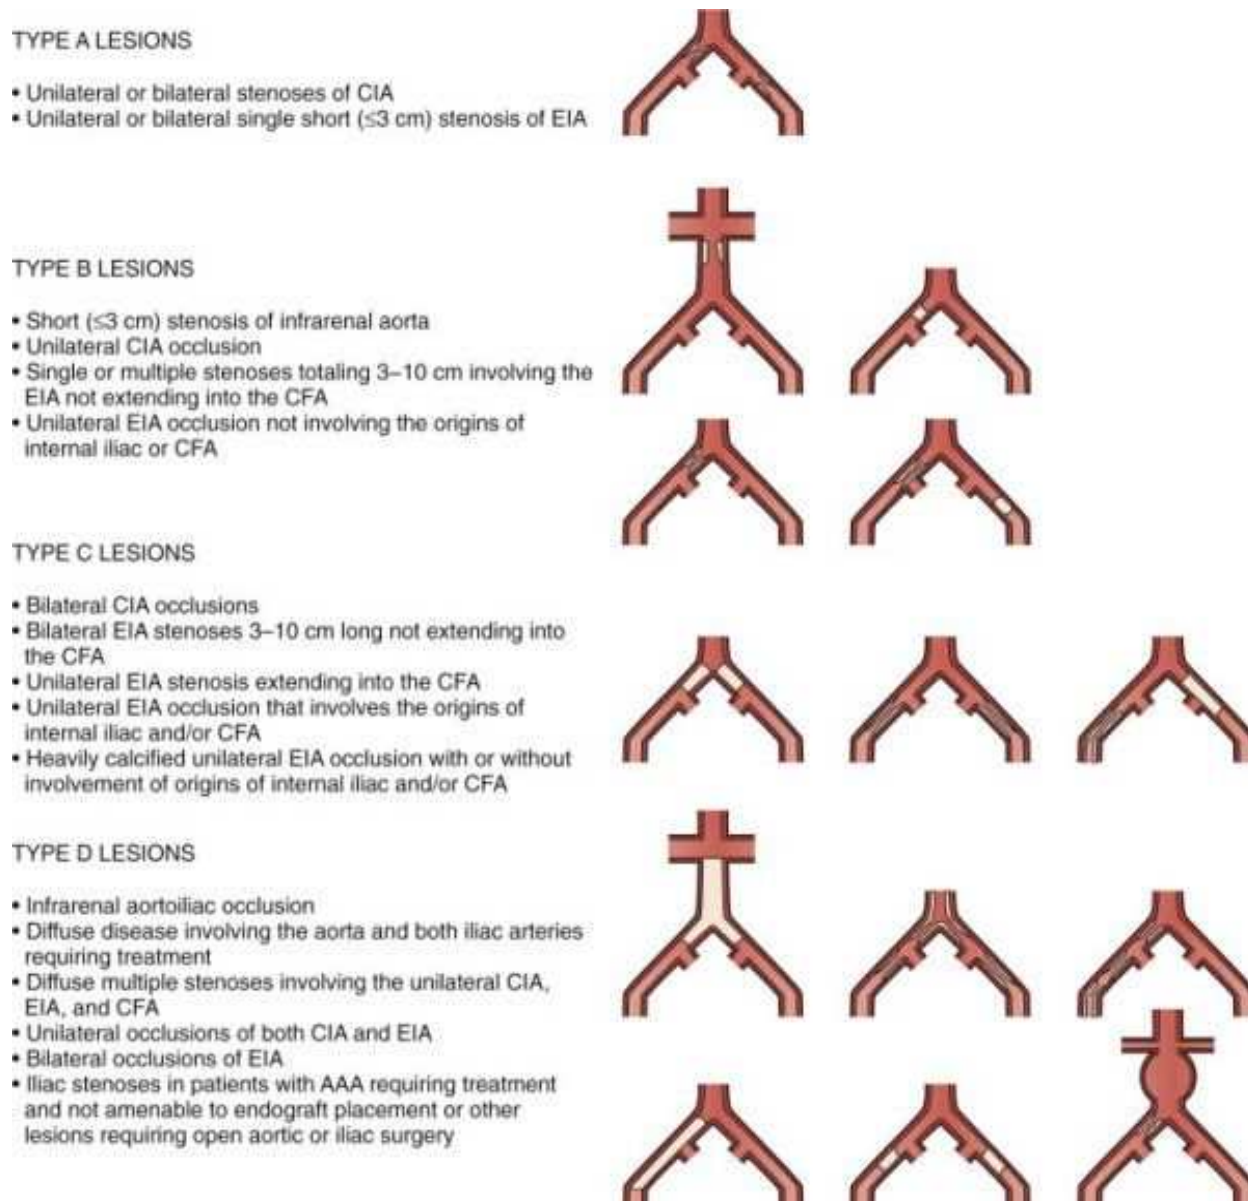 TYPE A LESIONS
• Unilateral or bilateral stenoses of CIA
• Unilateral or bilateral single short (≤3 cm) stenosis of EIA
TYPE B LESIONS
• Short (≤3 cm) stenosis of infrarenal aorta
• Unilateral CIA occlusion
• Single or multiple stenoses totaling 3–10 cm involving the
EIA not extending into the CFA
• Unilateral EIA occlusion not involving the origins of
internal iliac or CFA
TYPE C LESIONS
• Bilateral CIA occlusions
• Bilateral EIA stenoses 3–10 cm long not extending into
the CFA
• Unilateral EIA stenosis extending into the CFA
• Unilateral EIA occlusion that involves the origins of
internal iliac and/or CFA
• Heavily calcified unilateral EIA occlusion with or without
involvement of origins of internal iliac and/or CFA
TYPE D LESIONS
• Infrarenal aortoiliac occlusion
• Diffuse disease involving the aorta and both iliac arteries
requiring treatment
• Diffuse multiple stenoses involving the unilateral CIA,
EIA, and CFA
• Unilateral occlusions of both CIA and EIA
• Bilateral occlusions of EIA
• Iliac stenoses in patients with AAA requiring treatment
and not amenable to endograft placement or other
lesions requiring open aortic or iliac surgery